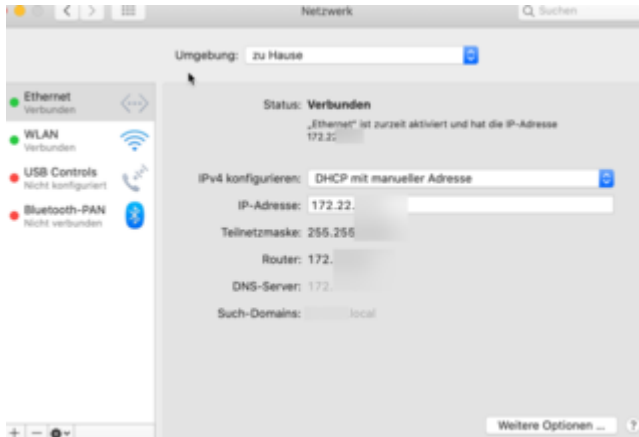 Netzwerk
Suchen
Umgebung: zu Hause
Ethernet
Verbunden
WLAN
Verbunden
USB Controls
Nicht konfiguriert
Bluetooth-PAN
Nicht verbunden
Status: Verbunden
„Ethernet“ ist zurzeit aktiviert und hat die IP-Adresse
172.22
IPv4 konfigurieren: DHCP mit manueller Adresse
IP-Adresse: 172.22.
Teilnetzmaske: 255.255
Router: 172.
DNS-Server: 172.
Such-Domains: local
+ −
Weitere Optionen ... ?